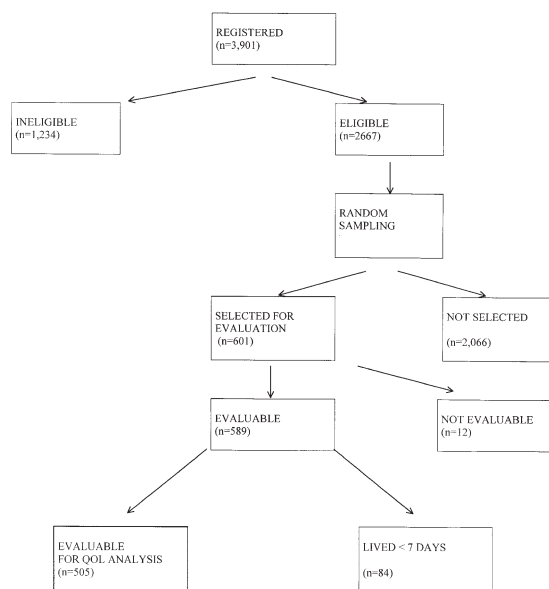 REGISTERED
(n=3,901)
INELIGIBLE
(n=1,234)
ELIGIBLE
(n=2667)
RANDOM
SAMPLING
SELECTED FOR
EVALUATION
(n=601)
NOT SELECTED
(n=2,066)
EVALUABLE
(n=589)
NOT EVALUABLE
(n=12)
EVALUABLE
FOR QOL ANALYSIS
(n=505)
LIVED < 7 DAYS
(n=84)